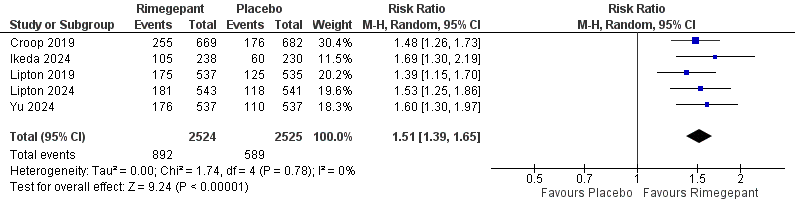 Rimegepant Placebo Risk Ratio Risk Ratio
Study or Subgroup Events Total Events Total Weight M-H, Random, 95% CI M-H, Random, 95% CI
Croop 2019 255 669 176 682 30.4% 1.48 [1.26, 1.73]
Ikeda 2024 105 238 60 230 11.5% 1.69 [1.30, 2.19]
Lipton 2019 175 537 125 535 20.2% 1.39 [1.15, 1.70]
Lipton 2024 181 543 118 541 19.6% 1.53 [1.25, 1.86]
Yu 2024 176 537 110 537 18.3% 1.60 [1.30, 1.97]
Total (95% CI) 2524 2525 100.0% 1.51 [1.39, 1.65]
Total events 892 589
Heterogeneity: Tau² = 0.00; Chi² = 1.74, df = 4 (P = 0.78); I² = 0%
Test for overall effect: Z = 9.24 (P < 0.00001)
0.5 0.7 1 1.5 2
Favours Placebo Favours Rimegepant